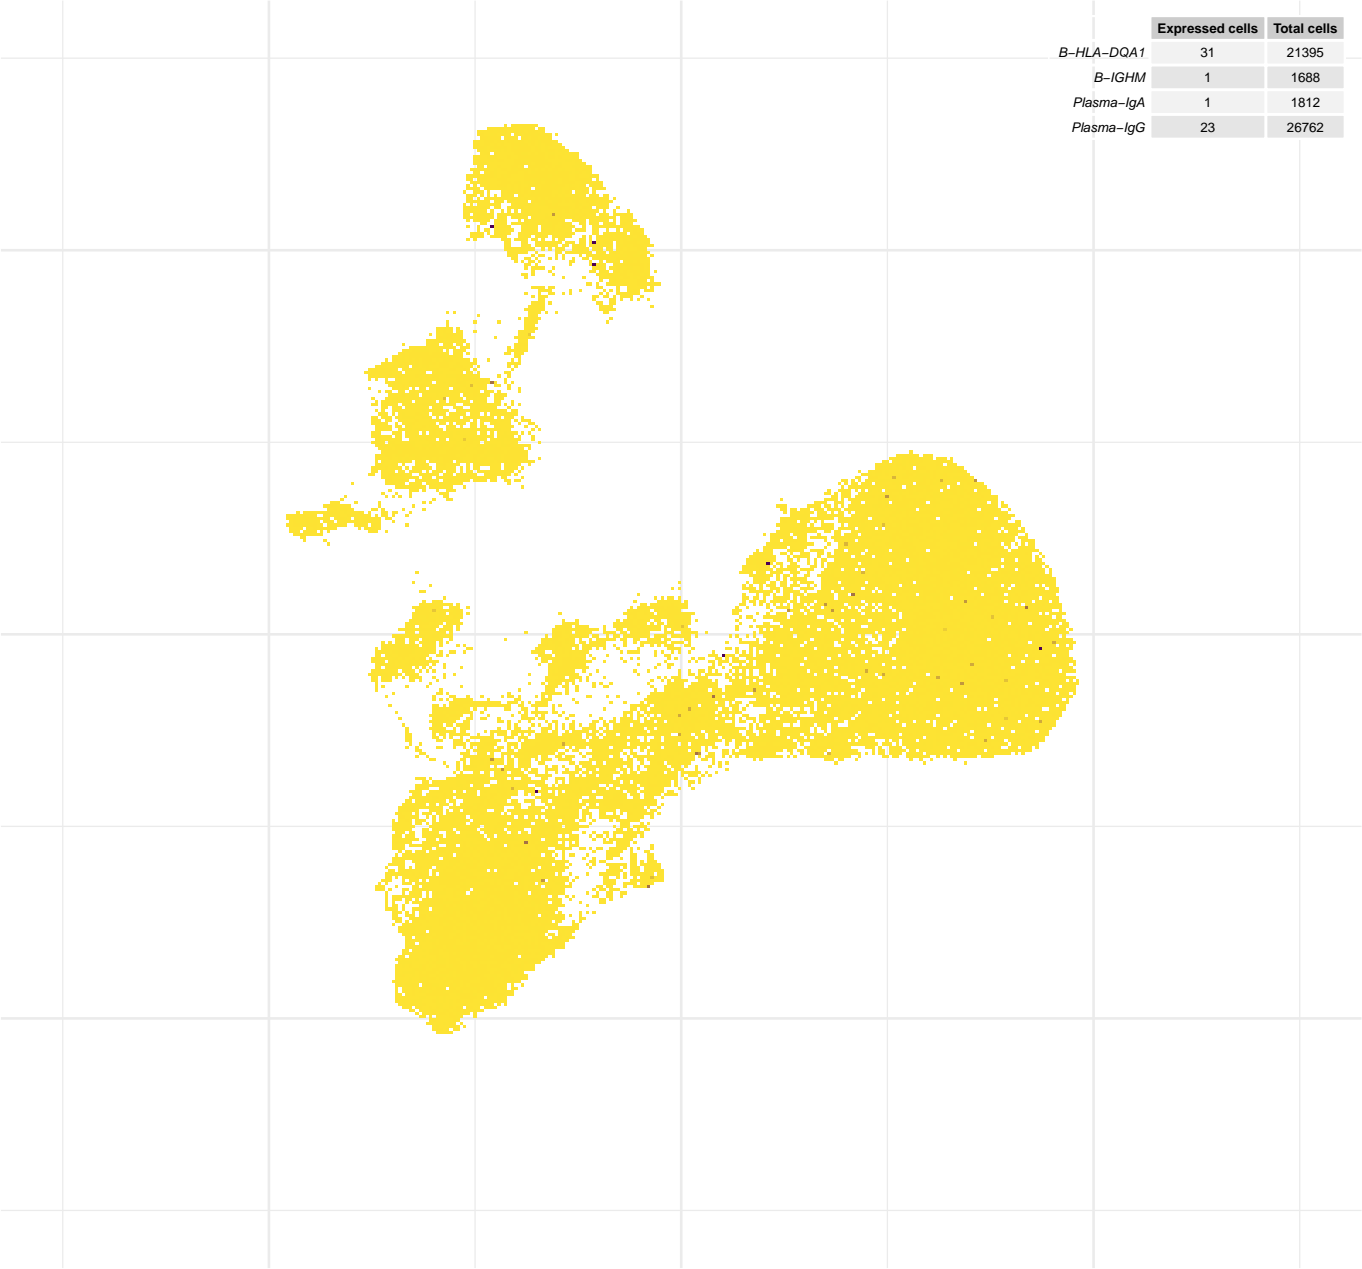 Expressed cells Total cells
B−HLA−DQA1 31 21395
B−IGHM 1 1688
Plasma−IgA 1 1812
Plasma−IgG 23 26762